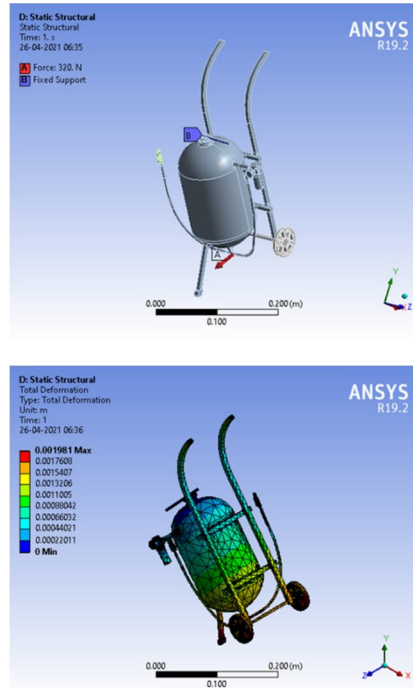 D: Static Structural
Static Structural
Time: 1. s
26-04-2021 06:35
A Force: 320. N
B Fixed Support
ANSYS
R19.2
B
A
0.000
0.200 (m)
0.100
Z
Y
D: Static Structural
Total Deformation
Type: Total Deformation
Unit: m
Time: 1
26-04-2021 06:36
ANSYS
R19.2
0.001981 Max
0.0017608
0.0015407
0.0013206
0.0011005
0.00088042
0.00066032
0.00044021
0.00022011
0 Min
0.000
0.200 (m)
0.100
Y
Z
X